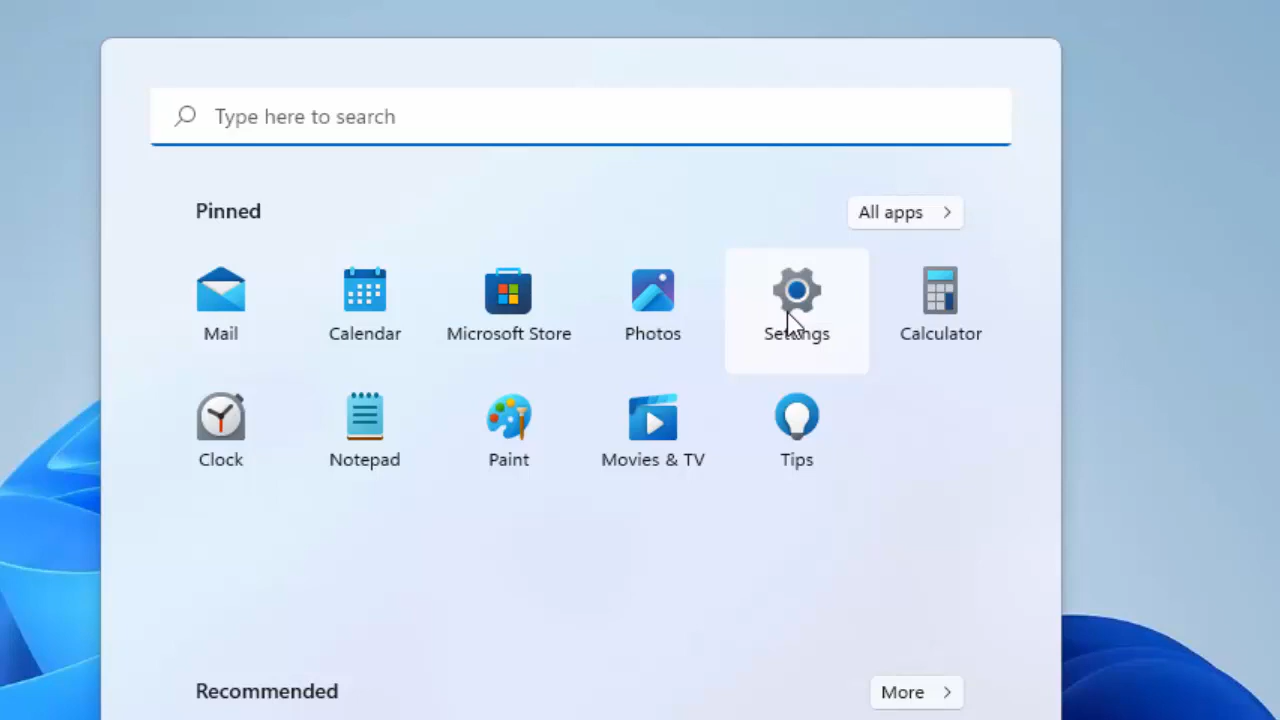 Type here to search
Pinned
All apps
Mail
Calendar
Microsoft Store
Photos
Settings
Calculator
Clock
Notepad
Paint
Movies & TV
Tips
Recommended
More